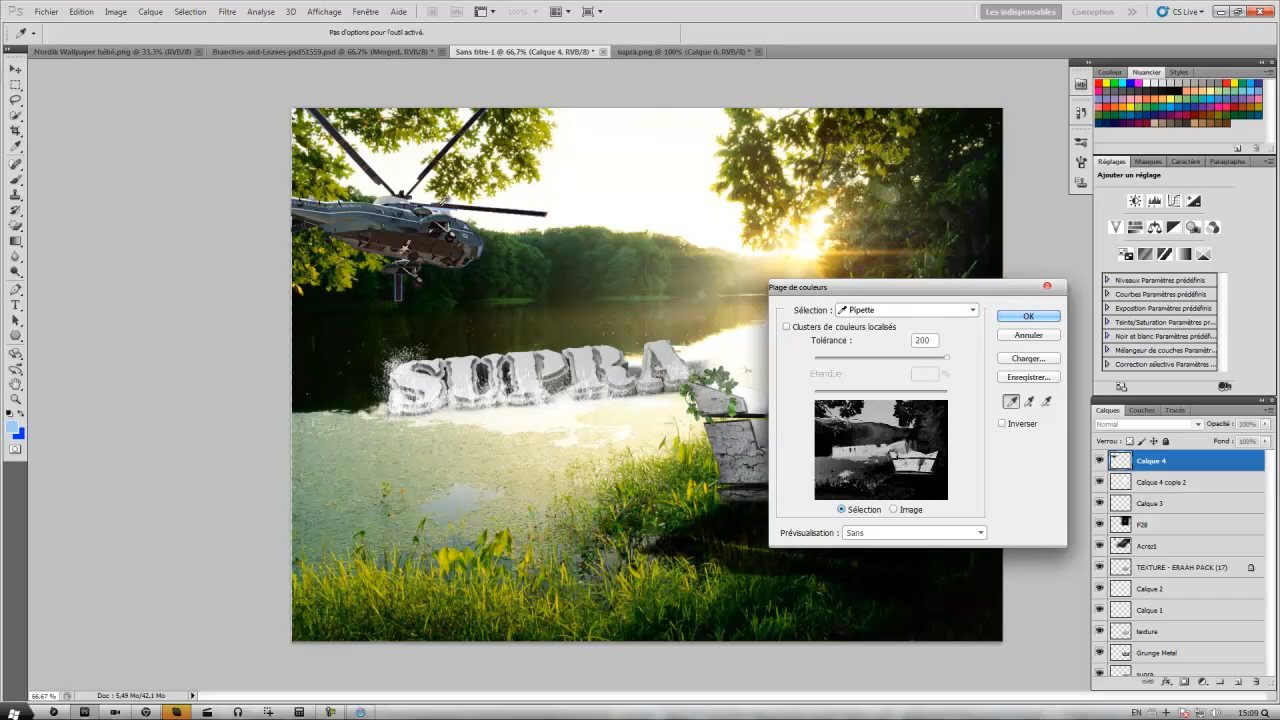 Ps Fichier Edition Image Calque Sélection Filtre Analyse 3D Affichage Fenêtre Aide 100% Les indispensables Conception CS Live
Pas d'options pour l'outil activé.
Nordik Wallpaper héhé.png @ 33,3% (RVB/8) Branches-and-Leaves-psd51559.psd @ 66,7% (Merged, RVB/8) * Sans titre-1 @ 66,7% (Calque 4, RVB/8) * supra.png @ 100% (Calque 0, RVB/8) *
Couleur Nuancier Styles
Réglages Masques Caractère Paragraphe
Ajouter un réglage
Niveaux Paramètres prédéfinis
Courbes Paramètres prédéfinis
Exposition Paramètres prédéfinis
Teinte/Saturation Paramètres pr...
Noir et blanc Paramètres prédéfi...
Mélangeur de couches Paramétr...
Correction sélective Paramètres ...
SUPRA
Plage de couleurs
Sélection : Pipette
OK
Clusters de couleurs localisés
Annuler
Tolérance : 200
Charger...
Etendue : %
Enregistrer...
Inverser
Sélection Image
Prévisualisation : Sans
Calques Couches Tracés
Normal Opacité : 100%
Verrou : Fond : 100%
Calque 4
Calque 4 copie 2
Calque 3
P28
Acrez1
TEXTURE - ERAAH PACK (17)
Calque 2
Calque 1
texture
Grunge Metal
supra
66,67 % Doc : 5,49 Mo/42,1 Mo
EN 15:09